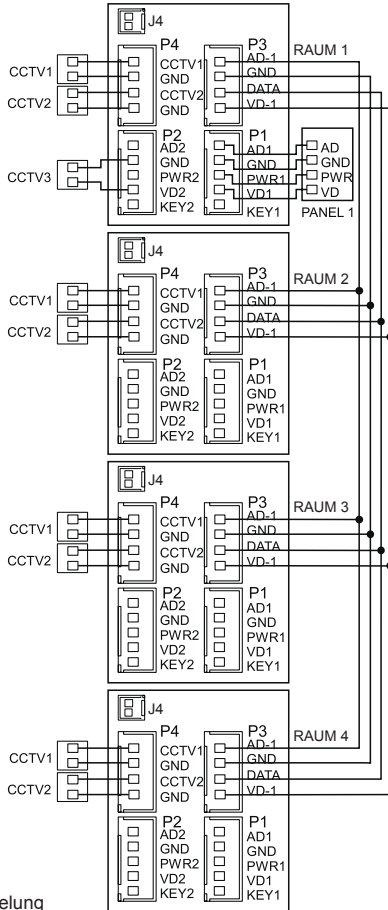 J4
P4 P3 RAUM 1
CCTV1 CCTV1 AD-1
GND GND
CCTV2 CCTV2 DATA
GND VD-1
P2 P1
AD2 AD1 AD
GND GND GND
CCTV3 PWR2 PWR1 PWR
VD2 VD1 VD
KEY2 KEY1 PANEL 1
J4
P4 P3 RAUM 2
CCTV1 CCTV1 AD-1
GND GND
CCTV2 CCTV2 DATA
GND VD-1
P2 P1
AD2 AD1
GND GND
PWR2 PWR1
VD2 VD1
KEY2 KEY1
J4
P4 P3 RAUM 3
CCTV1 CCTV1 AD-1
GND GND
CCTV2 CCTV2 DATA
GND VD-1
P2 P1
AD2 AD1
GND GND
PWR2 PWR1
VD2 VD1
KEY2 KEY1
J4
P4 P3 RAUM 4
CCTV1 CCTV1 AD-1
GND GND
CCTV2 CCTV2 DATA
GND VD-1
P2 P1
AD2 AD1
GND GND
PWR2 PWR1
VD2 VD1
KEY2 KEY1
elung